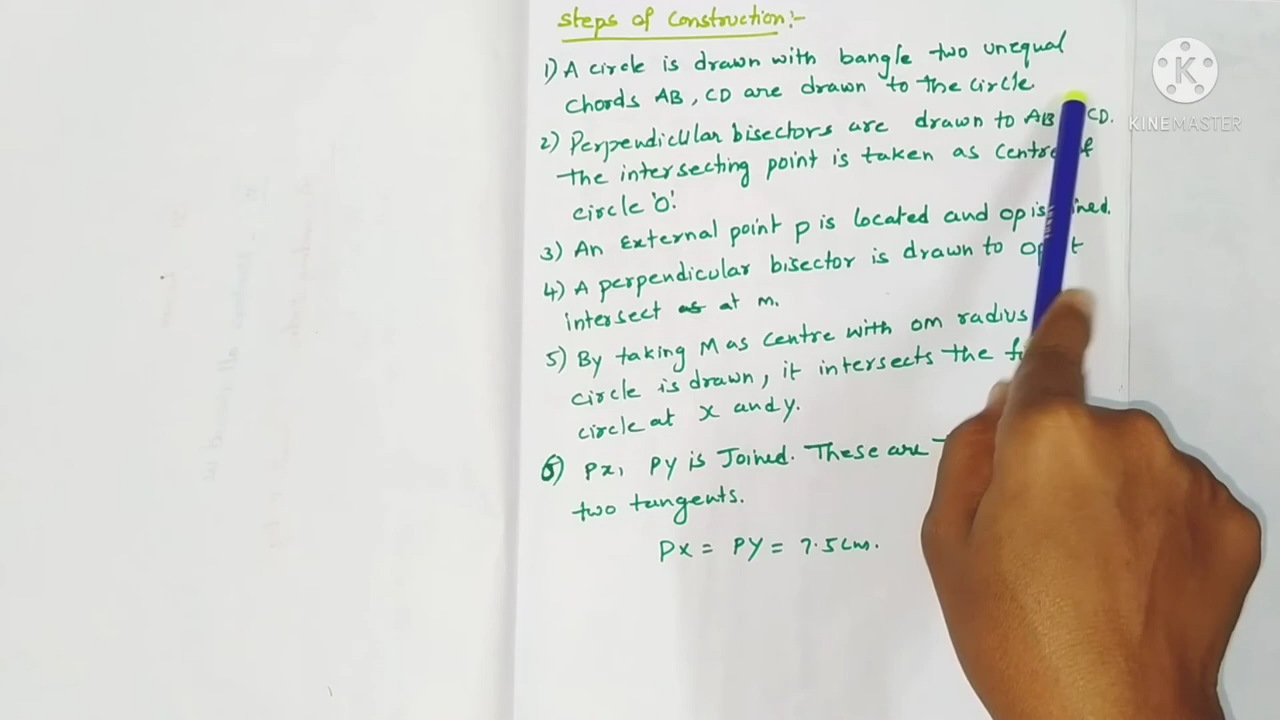 Steps of construction:-
1) A circle is drawn with bangle two unequal
chords AB, CD are drawn to the circle.
2) Perpendiculur bisectors are drawn to AB CD.
the intersecting point is taken as centre of
circle 'O'.
3) An External point p is located and op is
4) A perpendicular bisector is drawn to op
intersect as at m.
5) By taking M as centre with om radius
circle is drawn, it intersects the
circle at x and y.
6) Px, PY is Joined. These are
two tangents.
Px = PY = 7.5cm.
K
KINEMASTER